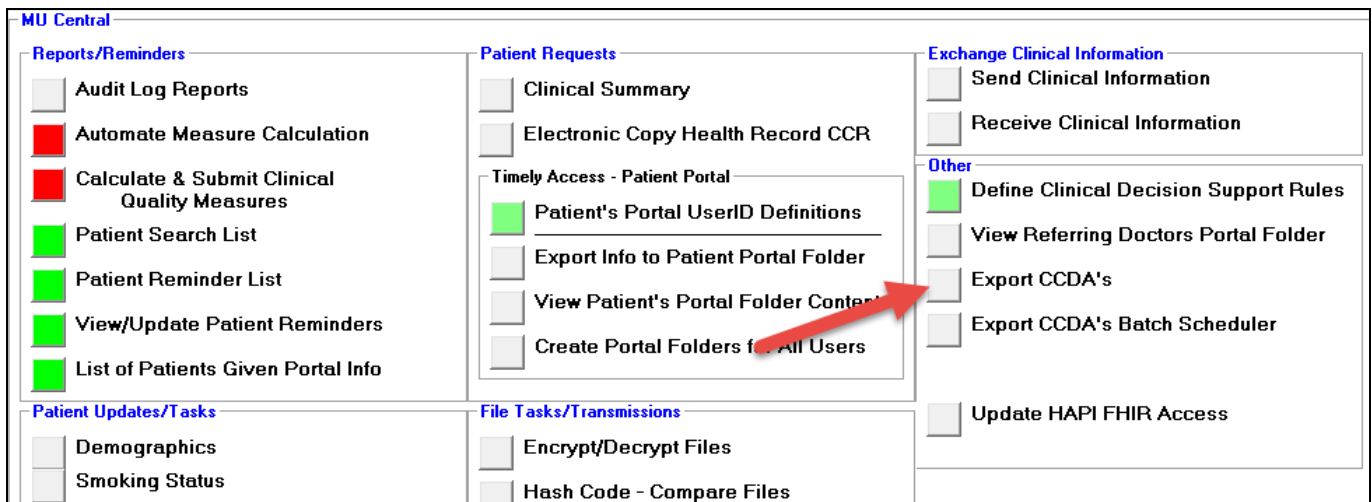 MU Central
Reports/Reminders
Audit Log Reports
Automate Measure Calculation
Calculate & Submit Clinical
Quality Measures
Patient Search List
Patient Reminder List
View/Update Patient Reminders
List of Patients Given Portal Info
Patient Updates/Tasks
Demographics
Smoking Status
Patient Requests
Clinical Summary
Electronic Copy Health Record CCR
Timely Access - Patient Portal
Patient's Portal UserID Definitions
Export Info to Patient Portal Folder
View Patient's Portal Folder Content
Create Portal Folders for All Users
File Tasks/Transmissions
Encrypt/Decrypt Files
Hash Code - Compare Files
Exchange Clinical Information
Send Clinical Information
Receive Clinical Information
Other
Define Clinical Decision Support Rules
View Referring Doctors Portal Folder
Export CCDA's
Export CCDA's Batch Scheduler
Update HAPI FHIR Access